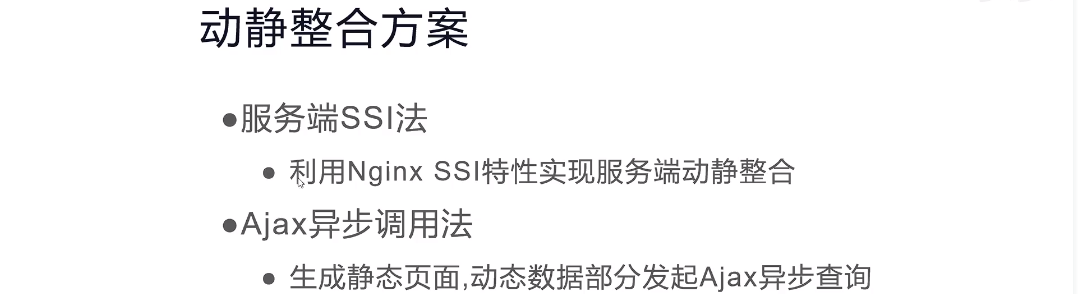 动静整合方案
●服务端SSI法
● 利用Nginx SSI特性实现服务端动静整合
●Ajax异步调用法
● 生成静态页面,动态数据部分发起Ajax异步查询